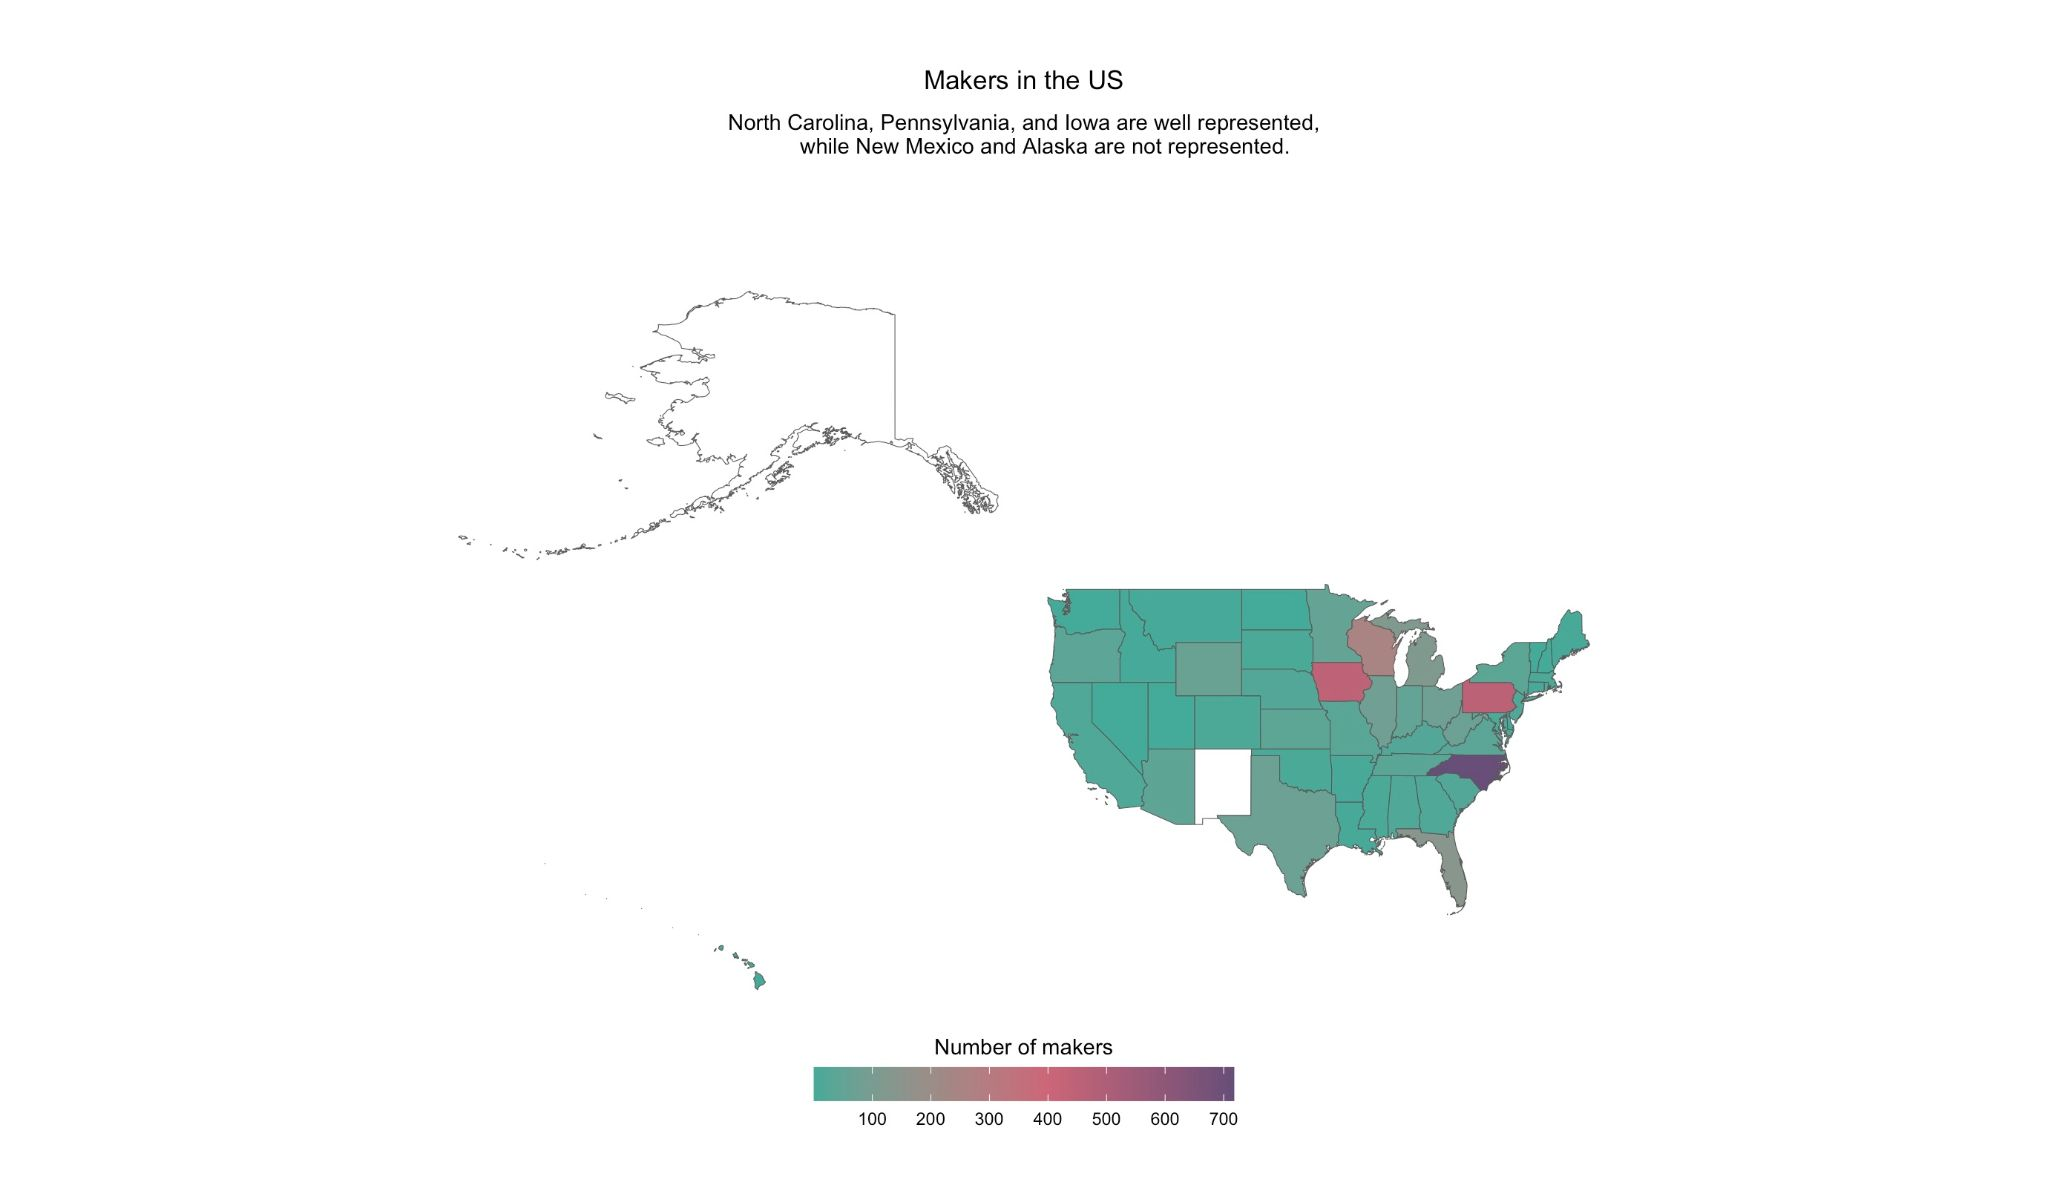 Makers in the US
North Carolina, Pennsylvania, and Iowa are well represented,
while New Mexico and Alaska are not represented.
Number of makers
100 200 300 400 500 600 700